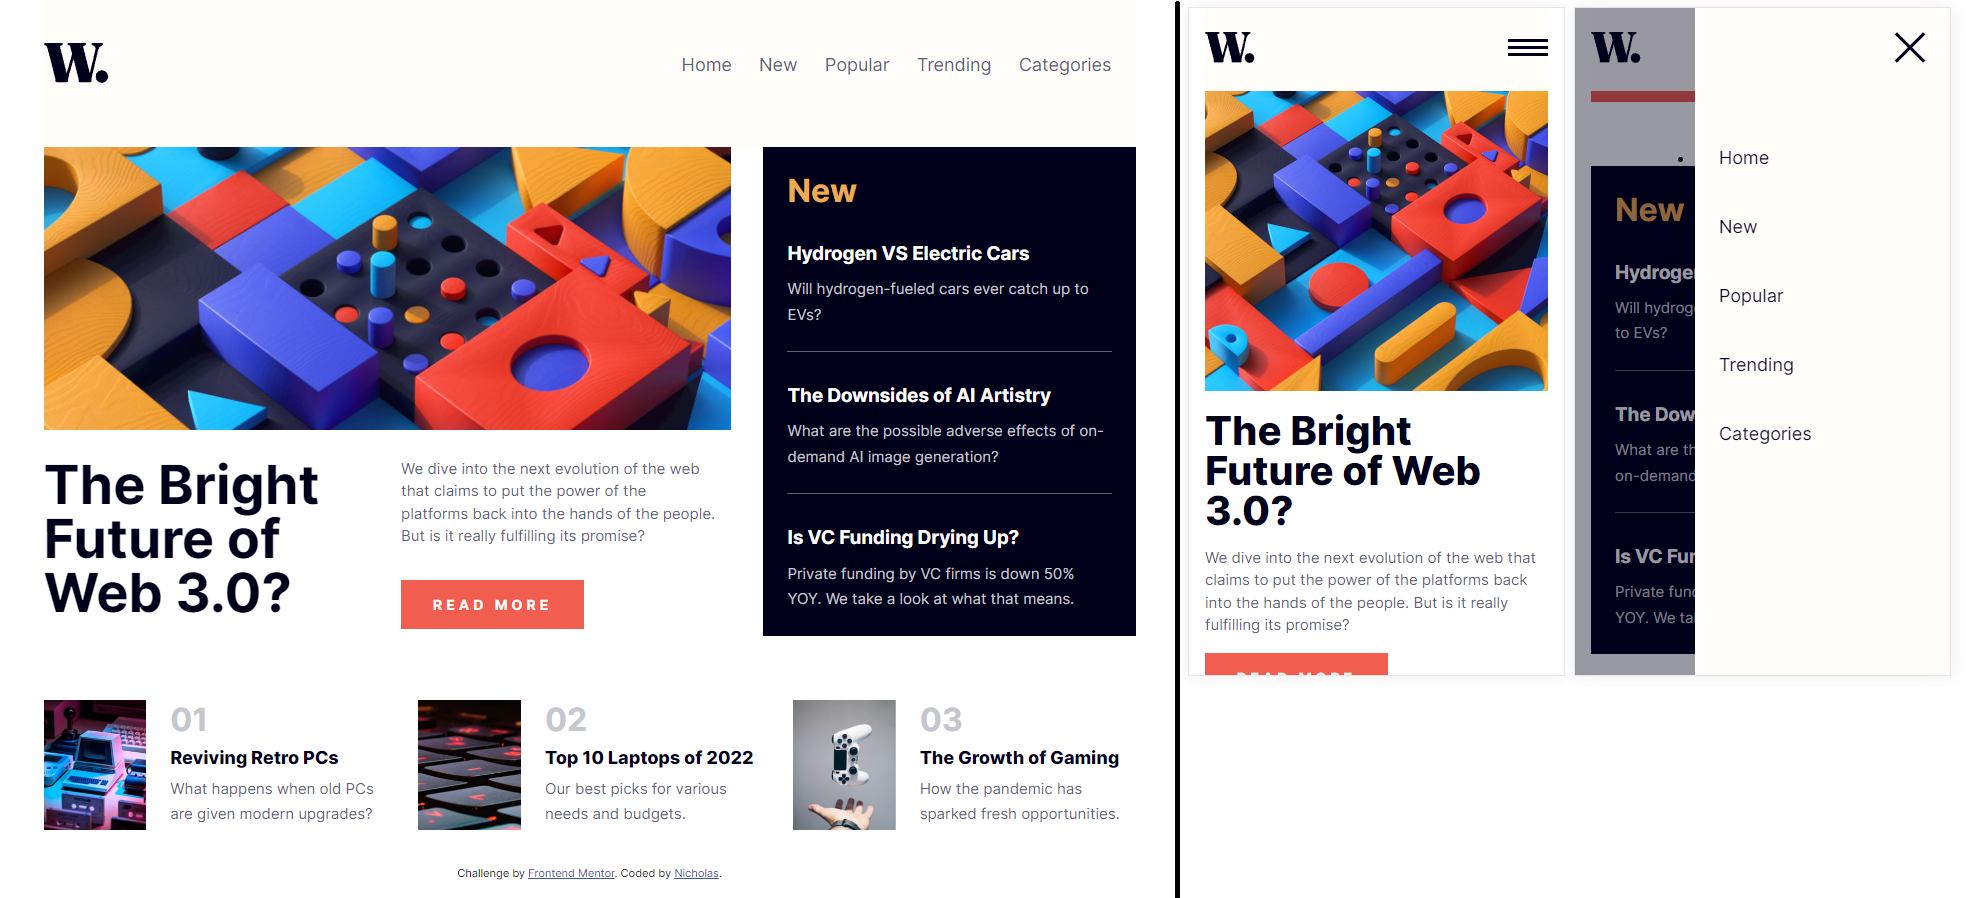 W.
Home New Popular Trending Categories
New
Hydrogen VS Electric Cars
Will hydrogen-fueled cars ever catch up to
EVs?
The Downsides of AI Artistry
What are the possible adverse effects of on-
demand AI image generation?
Is VC Funding Drying Up?
Private funding by VC firms is down 50%
YOY. We take a look at what that means.
The Bright
Future of
Web 3.0?
We dive into the next evolution of the web
that claims to put the power of the
platforms back into the hands of the people.
But is it really fulfilling its promise?
READ MORE
01
Reviving Retro PCs
What happens when old PCs
are given modern upgrades?
02
Top 10 Laptops of 2022
Our best picks for various
needs and budgets.
03
The Growth of Gaming
How the pandemic has
sparked fresh opportunities.
Challenge by Frontend Mentor. Coded by Nicholas.
W.
The Bright
Future of Web
3.0?
We dive into the next evolution of the web that
claims to put the power of the platforms back
into the hands of the people. But is it really
fulfilling its promise?
READ MORE
W.
New
Hydroge
Will hydrog
to EVs?
The Dow
What are th
on-demand
Is VC Fur
Private func
YOY. We tal
Home
New
Popular
Trending
Categories